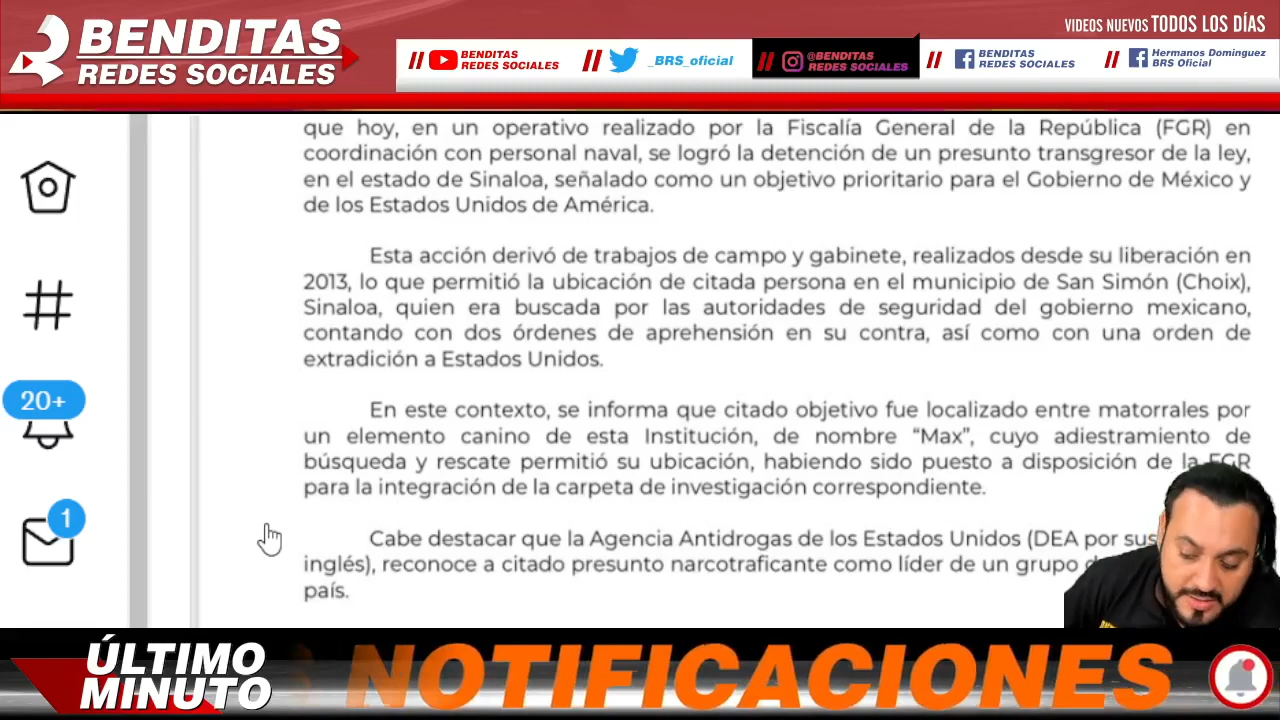 BENDITAS
REDES SOCIALES
VIDEOS NUEVOS TODOS LOS DÍAS
// BENDITAS REDES SOCIALES
// _BRS_oficial
// @BENDITAS REDES SOCIALES
// BENDITAS REDES SOCIALES
// Hermanos Dominguez BRS Oficial
que hoy, en un operativo realizado por la Fiscalía General de la República (FGR) en
coordinación con personal naval, se logró la detención de un presunto transgresor de la ley,
en el estado de Sinaloa, señalado como un objetivo prioritario para el Gobierno de México y
de los Estados Unidos de América.
Esta acción derivó de trabajos de campo y gabinete, realizados desde su liberación en
2013, lo que permitió la ubicación de citada persona en el municipio de San Simón (Choix),
Sinaloa, quien era buscada por las autoridades de seguridad del gobierno mexicano,
contando con dos órdenes de aprehensión en su contra, así como con una orden de
extradición a Estados Unidos.
En este contexto, se informa que citado objetivo fue localizado entre matorrales por
un elemento canino de esta Institución, de nombre “Max”, cuyo adiestramiento de
búsqueda y rescate permitió su ubicación, habiendo sido puesto a disposición de la FGR
para la integración de la carpeta de investigación correspondiente.
Cabe destacar que la Agencia Antidrogas de los Estados Unidos (DEA por sus
inglés), reconoce a citado presunto narcotraficante como líder de un grupo
país.
20+
1
ÚLTIMO
MINUTO
NOTIFICACIONES